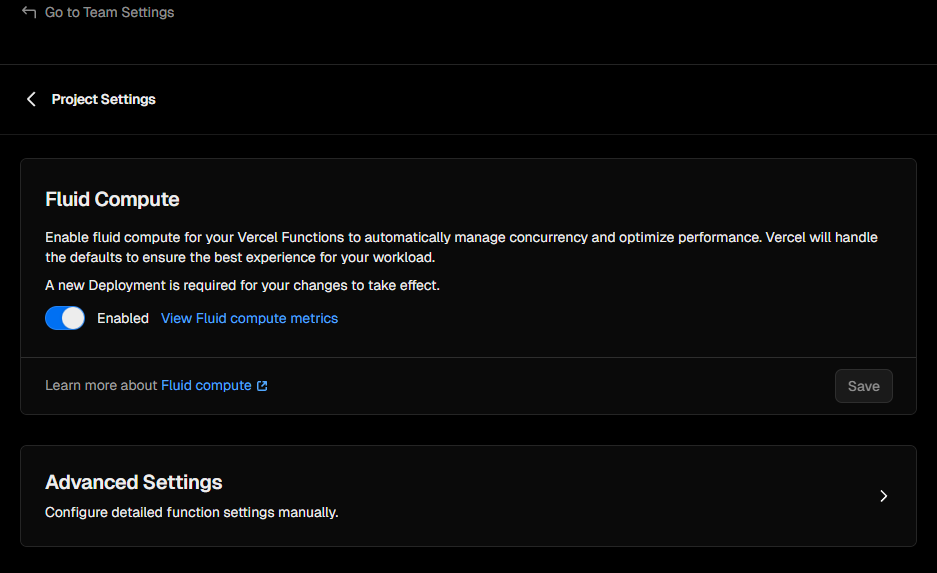 Go to Team Settings
Project Settings
Fluid Compute
Enable fluid compute for your Vercel Functions to automatically manage concurrency and optimize performance. Vercel will handle
the defaults to ensure the best experience for your workload.
A new Deployment is required for your changes to take effect.
Enabled View Fluid compute metrics
Learn more about Fluid compute
Save
Advanced Settings
Configure detailed function settings manually.